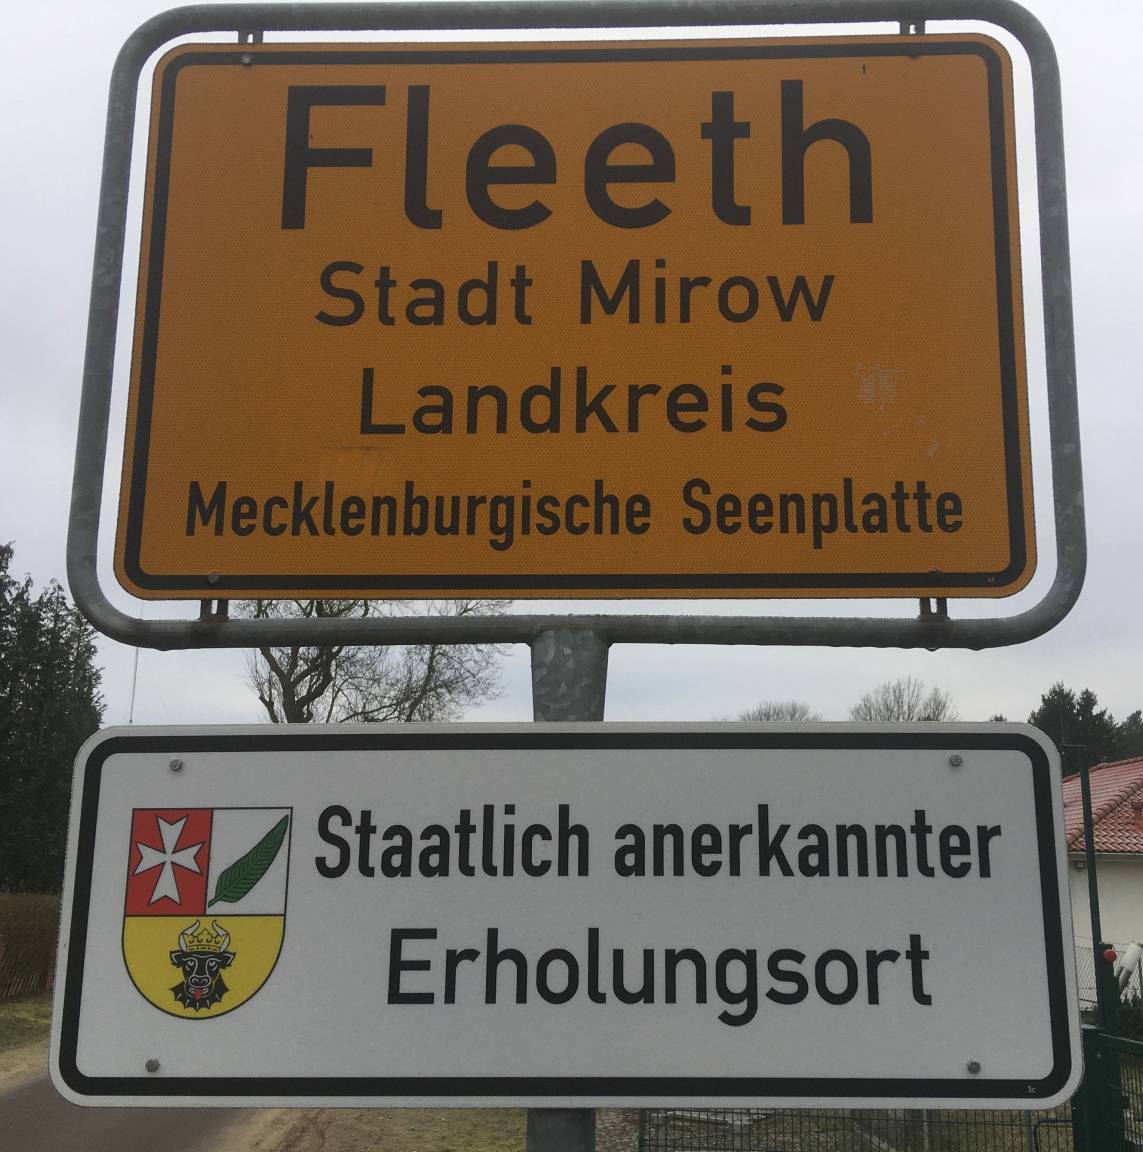 Fleeth
Stadt Mirow
Landkreis
Mecklenburgische Seenplatte
Staatlich anerkannter
Erholungsort